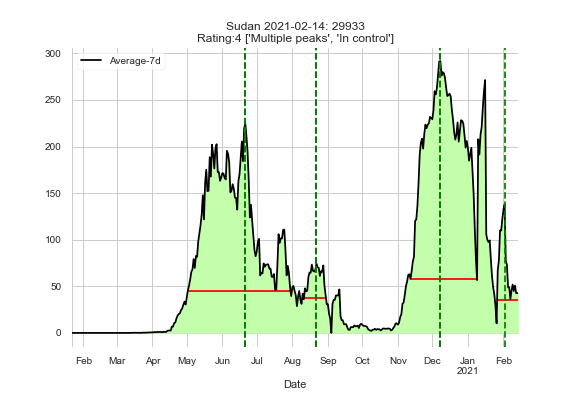 Sudan 2021-02-14: 29933
Rating:4 ['Multiple peaks', 'In control']
Average-7d
300
250
200
150
100
50
0
Feb Mar Apr May Jun Jul Aug Sep Oct Nov Dec Jan Feb
2021
Date